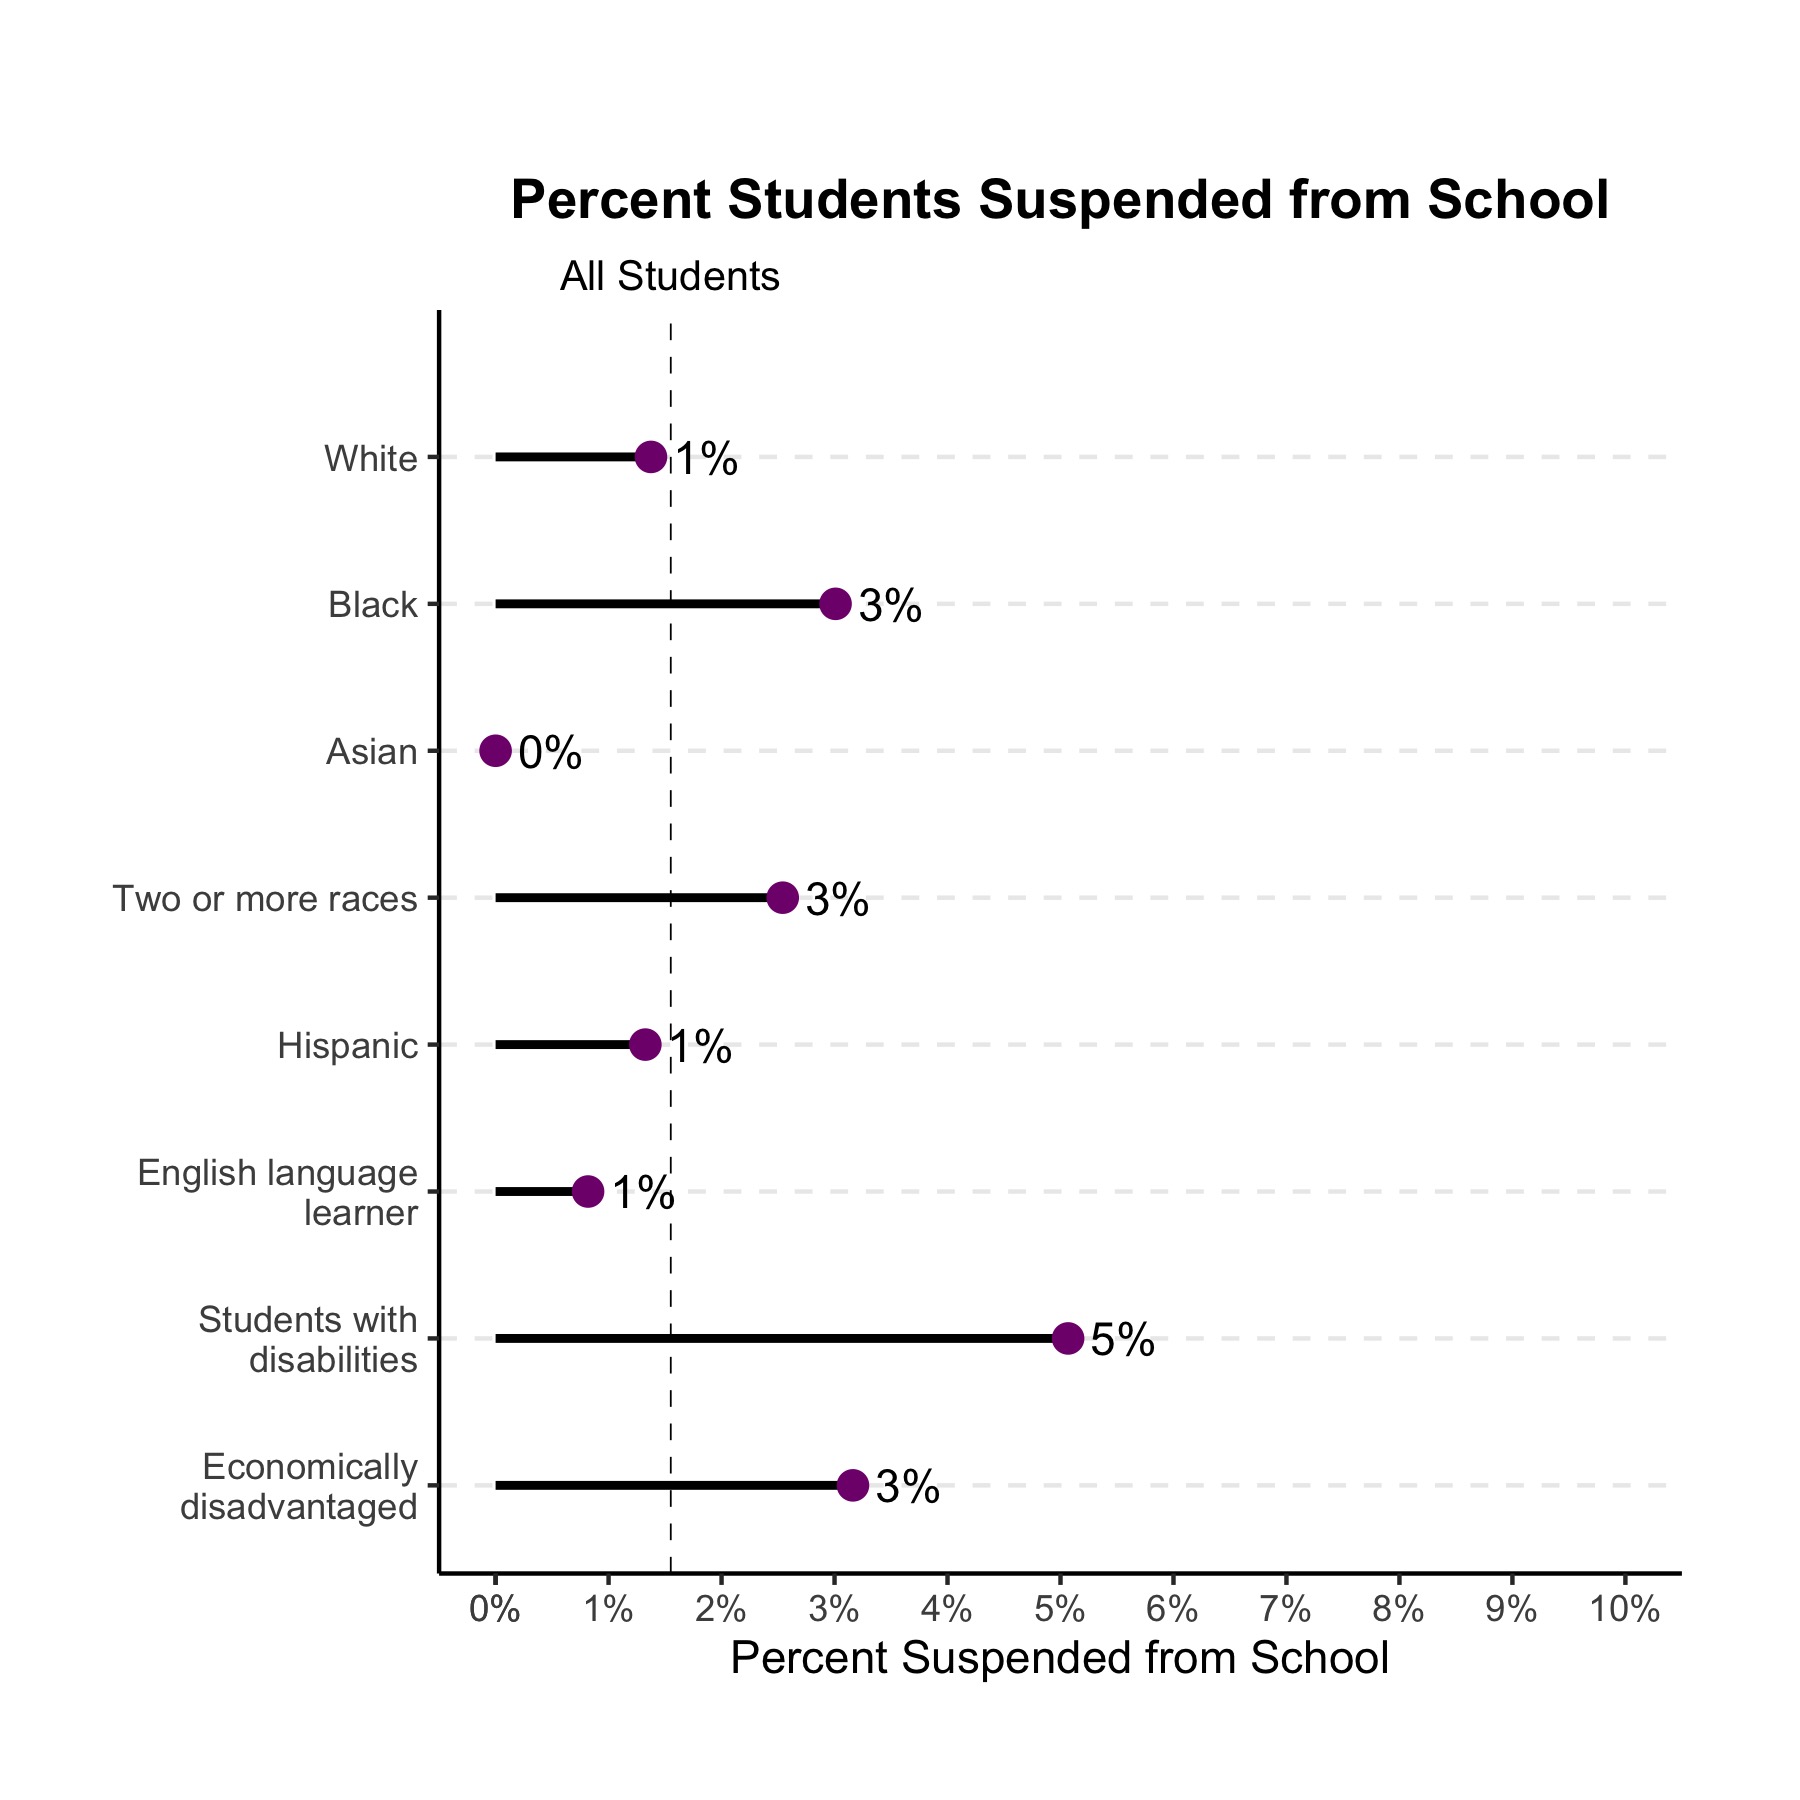 Percent Students Suspended from School
All Students
White
1%
Black
3%
Asian
0%
Two or more races
3%
Hispanic
1%
English language
learner
1%
Students with
disabilities
5%
Economically
disadvantaged
3%
0% 1% 2% 3% 4% 5% 6% 7% 8% 9% 10%
Percent Suspended from School